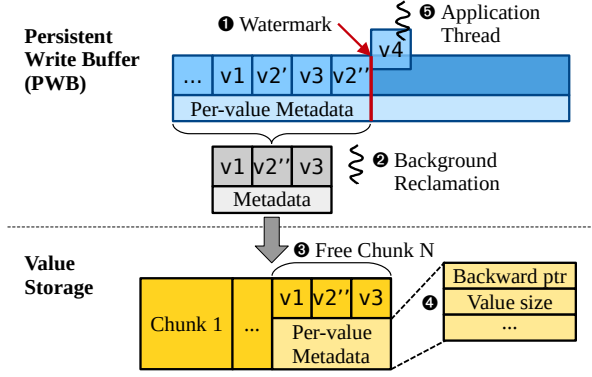 ❶ Watermark
❺ Application
Thread
Persistent
Write Buffer
(PWB)
v4
... v1 v2' v3 v2''
Per-value Metadata
v1 v2'' v3
Metadata
❷ Background
Reclamation
Value
Storage
❸ Free Chunk N
Chunk 1 ... v1 v2'' v3
Per-value
Metadata
❹
Backward ptr
Value size
...